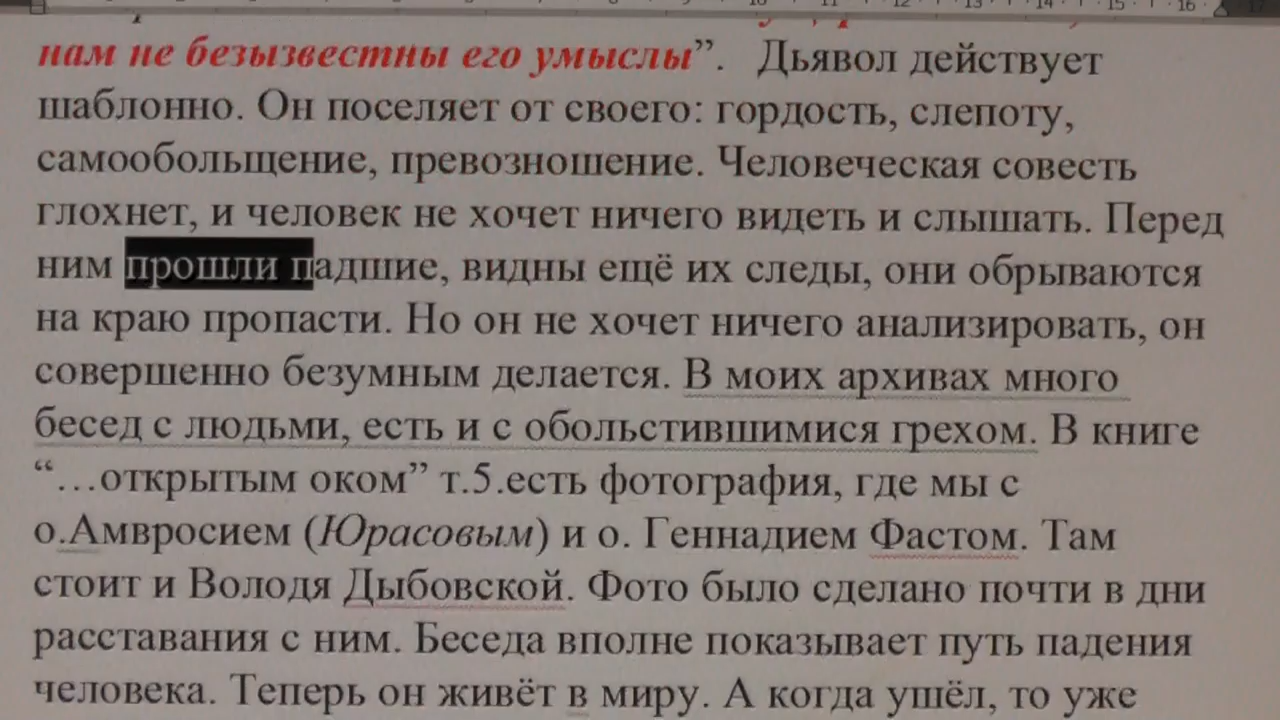 нам не безызвестны его умыслы”. Дьявол действует
шаблонно. Он поселяет от своего: гордость, слепоту,
самообольщение, превозношение. Человеческая совесть
глохнет, и человек не хочет ничего видеть и слышать. Перед
ним прошли падшие, видны ещё их следы, они обрываются
на краю пропасти. Но он не хочет ничего анализировать, он
совершенно безумным делается. В моих архивах много
бесед с людьми, есть и с обольстившимися грехом. В книге
“…открытым оком” т.5.есть фотография, где мы с
о.Амвросием (Юрасовым) и о. Геннадием Фастом. Там
стоит и Володя Дыбовской. Фото было сделано почти в дни
расставания с ним. Беседа вполне показывает путь падения
человека. Теперь он живёт в миру. А когда ушёл, то уже